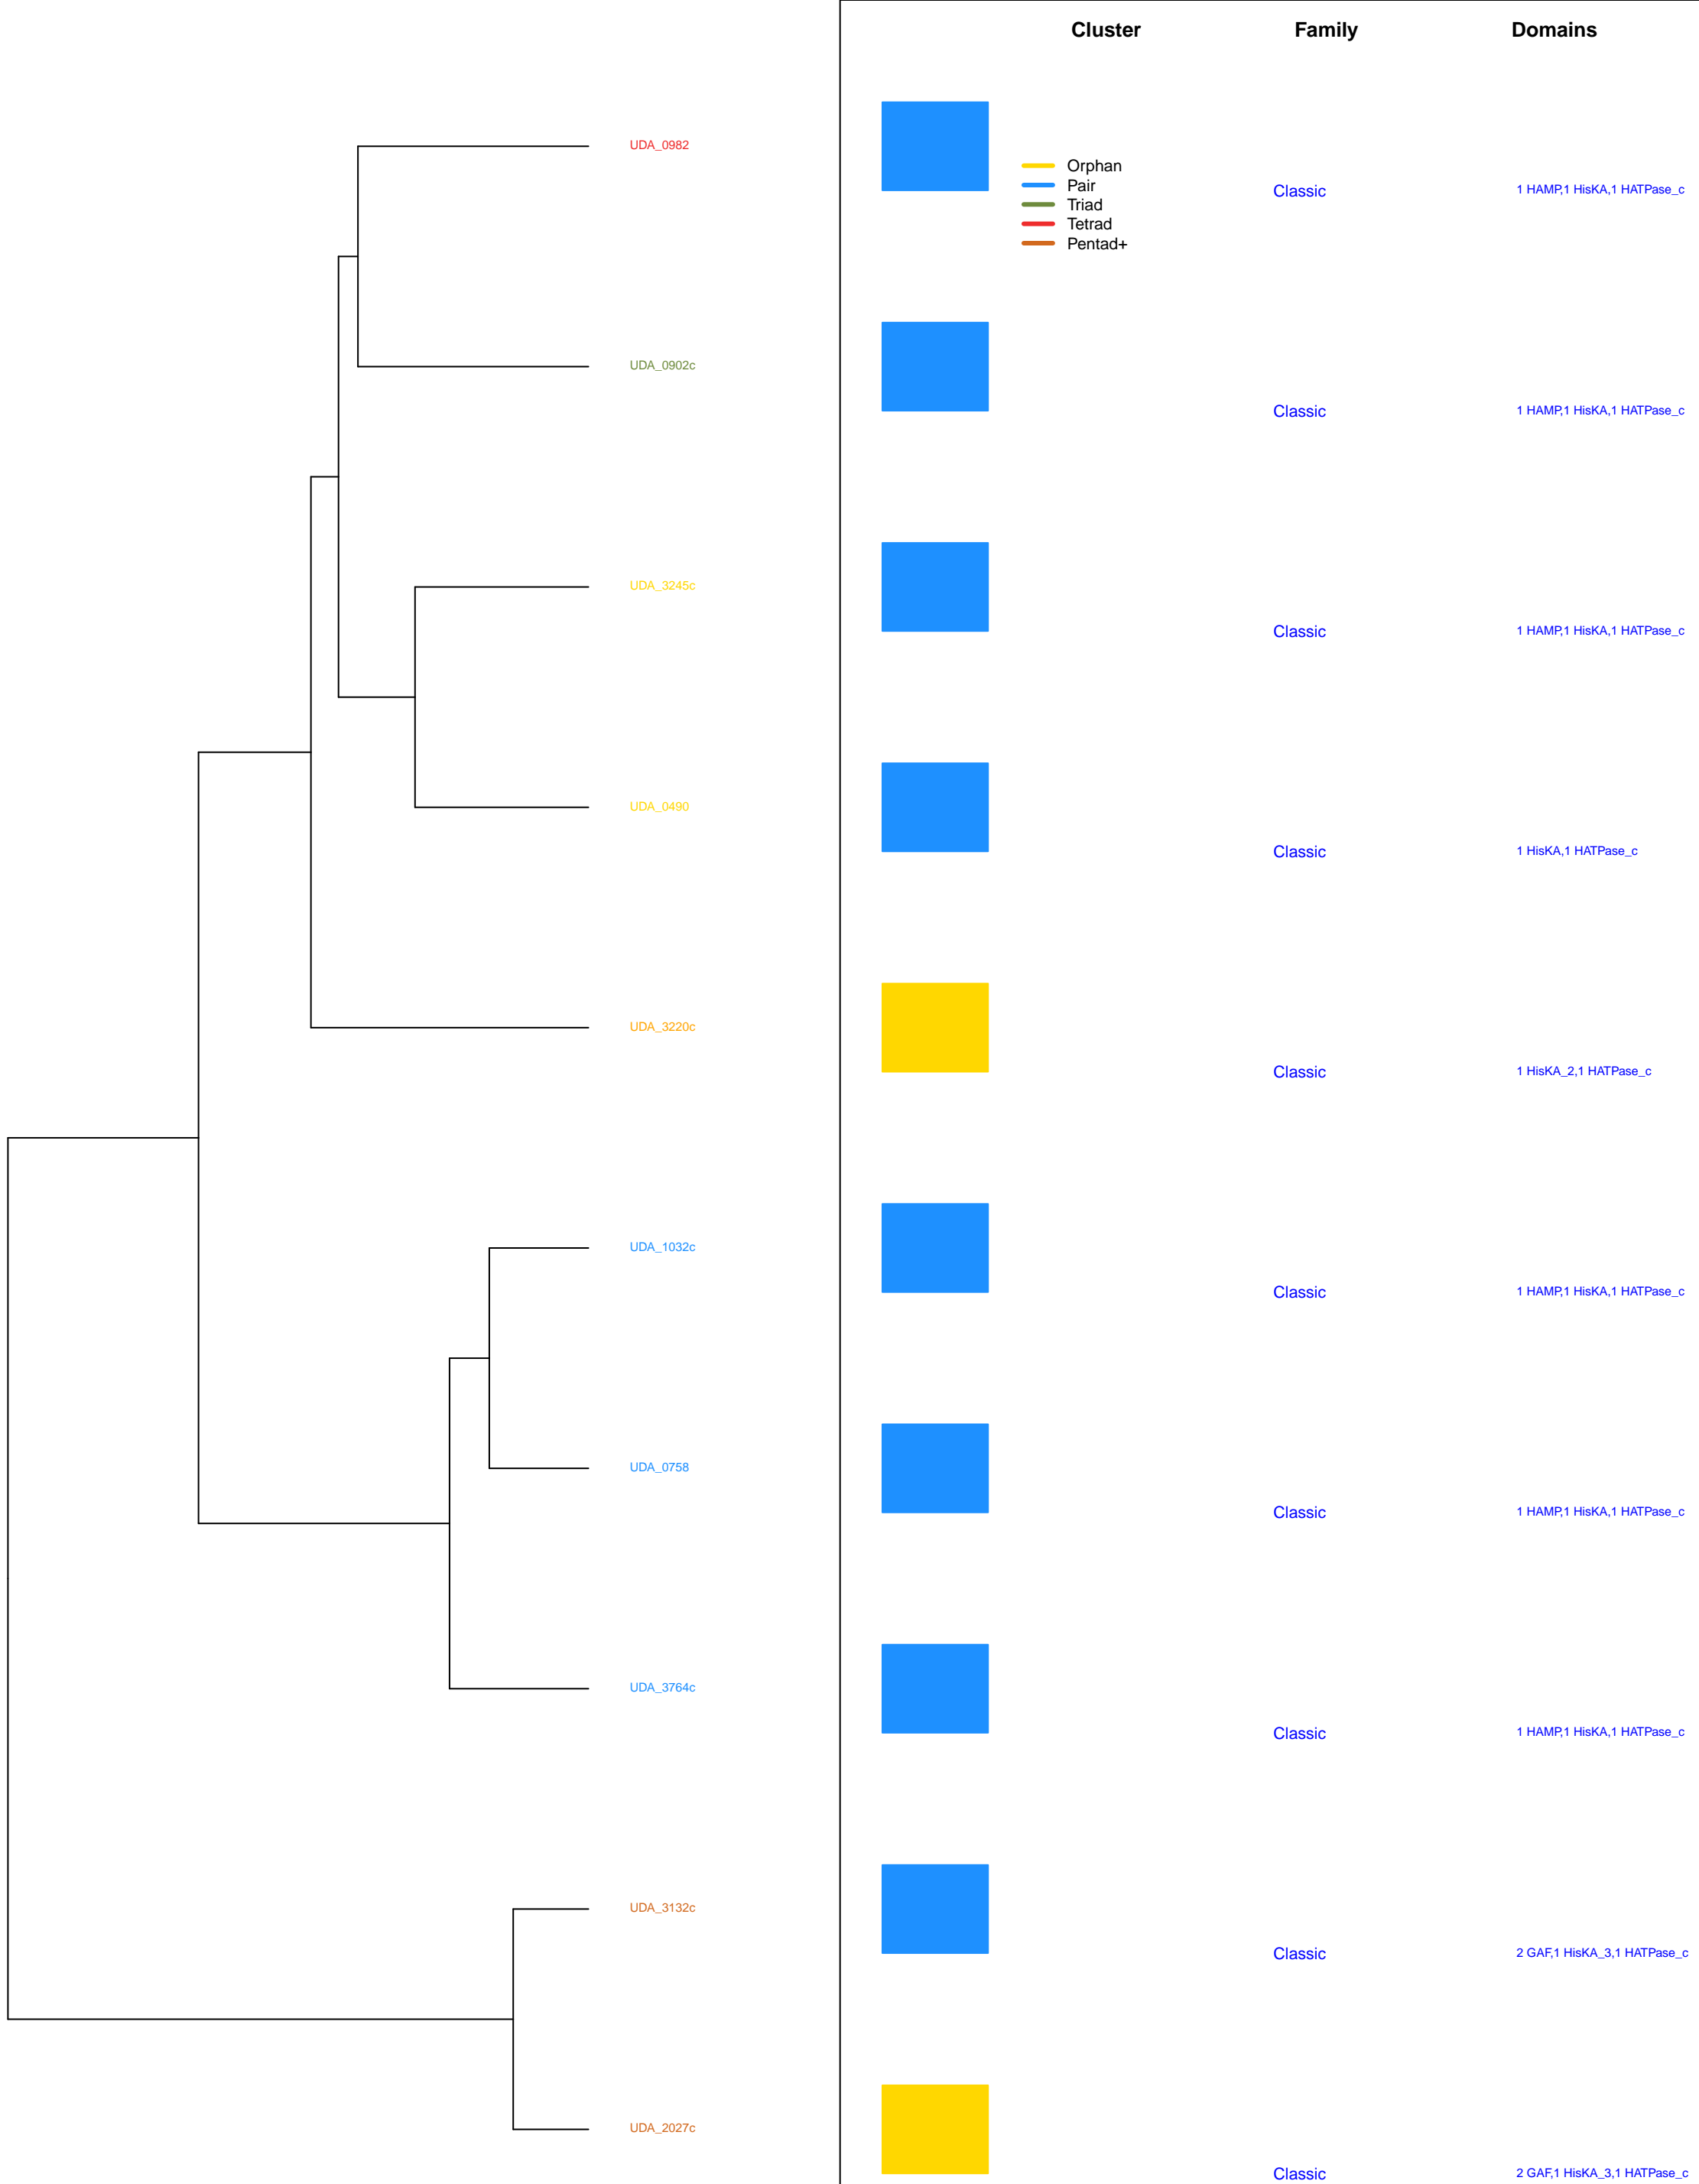 Cluster Family Domains
UDA_0982
Orphan
Pair
Triad
Tetrad
Pentad+
Classic 1 HAMP,1 HisKA,1 HATPase_c
UDA_0902c
Classic 1 HAMP,1 HisKA,1 HATPase_c
UDA_3245c
Classic 1 HAMP,1 HisKA,1 HATPase_c
UDA_0490
Classic 1 HisKA,1 HATPase_c
UDA_3220c
Classic 1 HisKA_2,1 HATPase_c
UDA_1032c
Classic 1 HAMP,1 HisKA,1 HATPase_c
UDA_0758
Classic 1 HAMP,1 HisKA,1 HATPase_c
UDA_3764c
Classic 1 HAMP,1 HisKA,1 HATPase_c
UDA_3132c
Classic 2 GAF,1 HisKA_3,1 HATPase_c
UDA_2027c
Classic 2 GAF,1 HisKA_3,1 HATPase_c